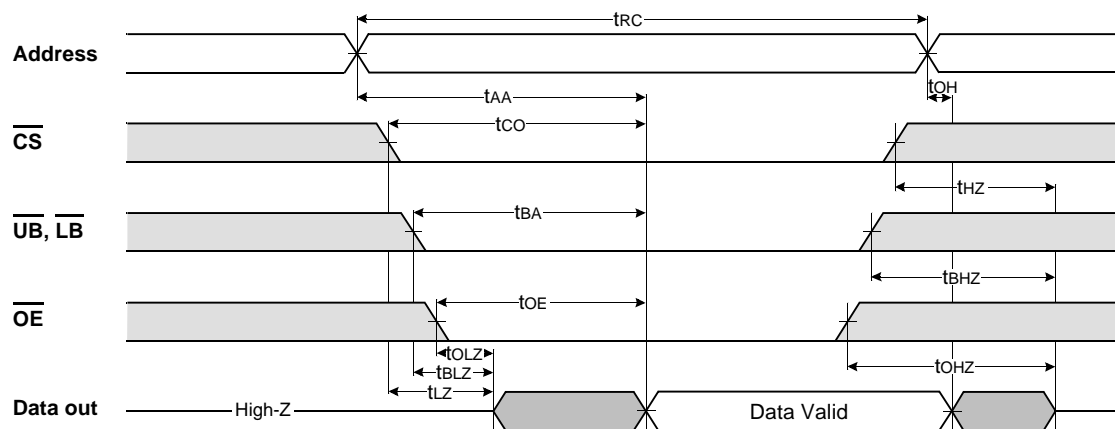 tRC
Address
tOH
tAA
tCO
CS
tHZ
tBA
UB, LB
tBHZ
tOE
OE
tOLZ
tBLZ
tOHZ
tLZ
Data out
High-Z
Data Valid